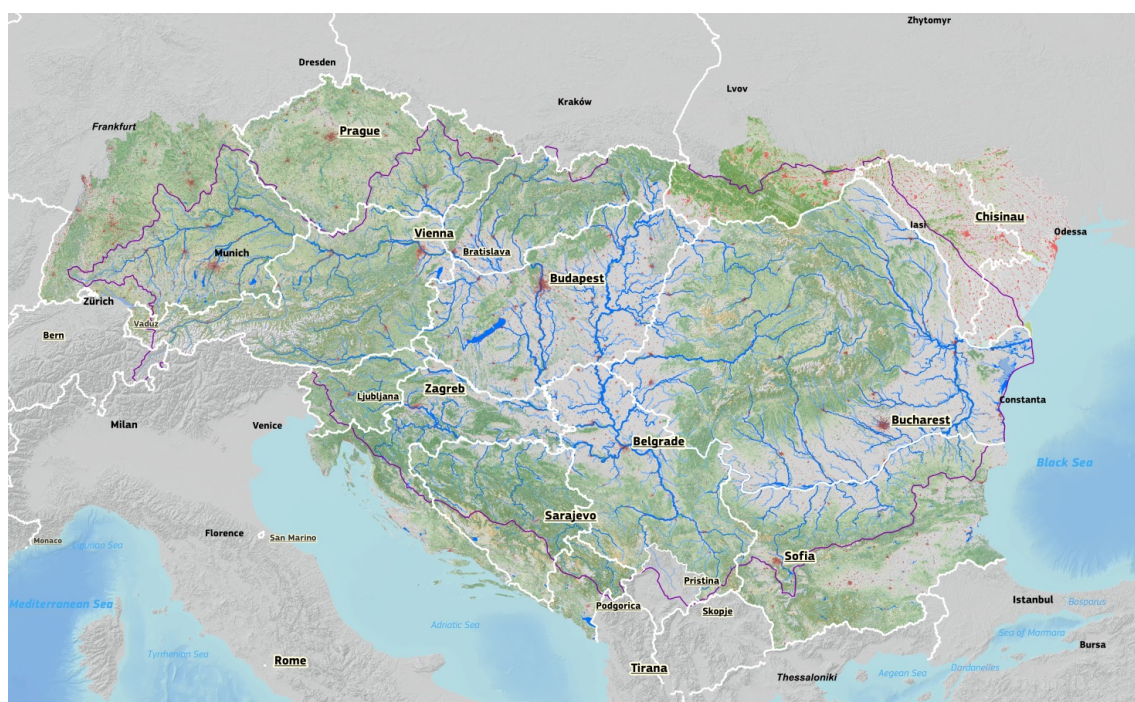 Zhytomyr
Dresden
Lvov
Kraków
Frankfurt
Prague
Chisinau
Iasi
Odessa
Vienna
Munich
Bratislava
Budapest
Zürich
Vaduz
Bern
Ljubljana
Zagreb
Constanta
Milan
Venice
Bucharest
Belgrade
Black Sea
Sarajevo
Florence
San Marino
Monaco
Ligurian Sea
Sofia
Pristina
Mediterranean Sea
Podgorica
Skopje
Istanbul
Bosporus
Adriatic Sea
Sea of Marmara
Bursa
Tyrrhenian Sea
Rome
Tirana
Thessaloniki
Aegean Sea
Dardanelles